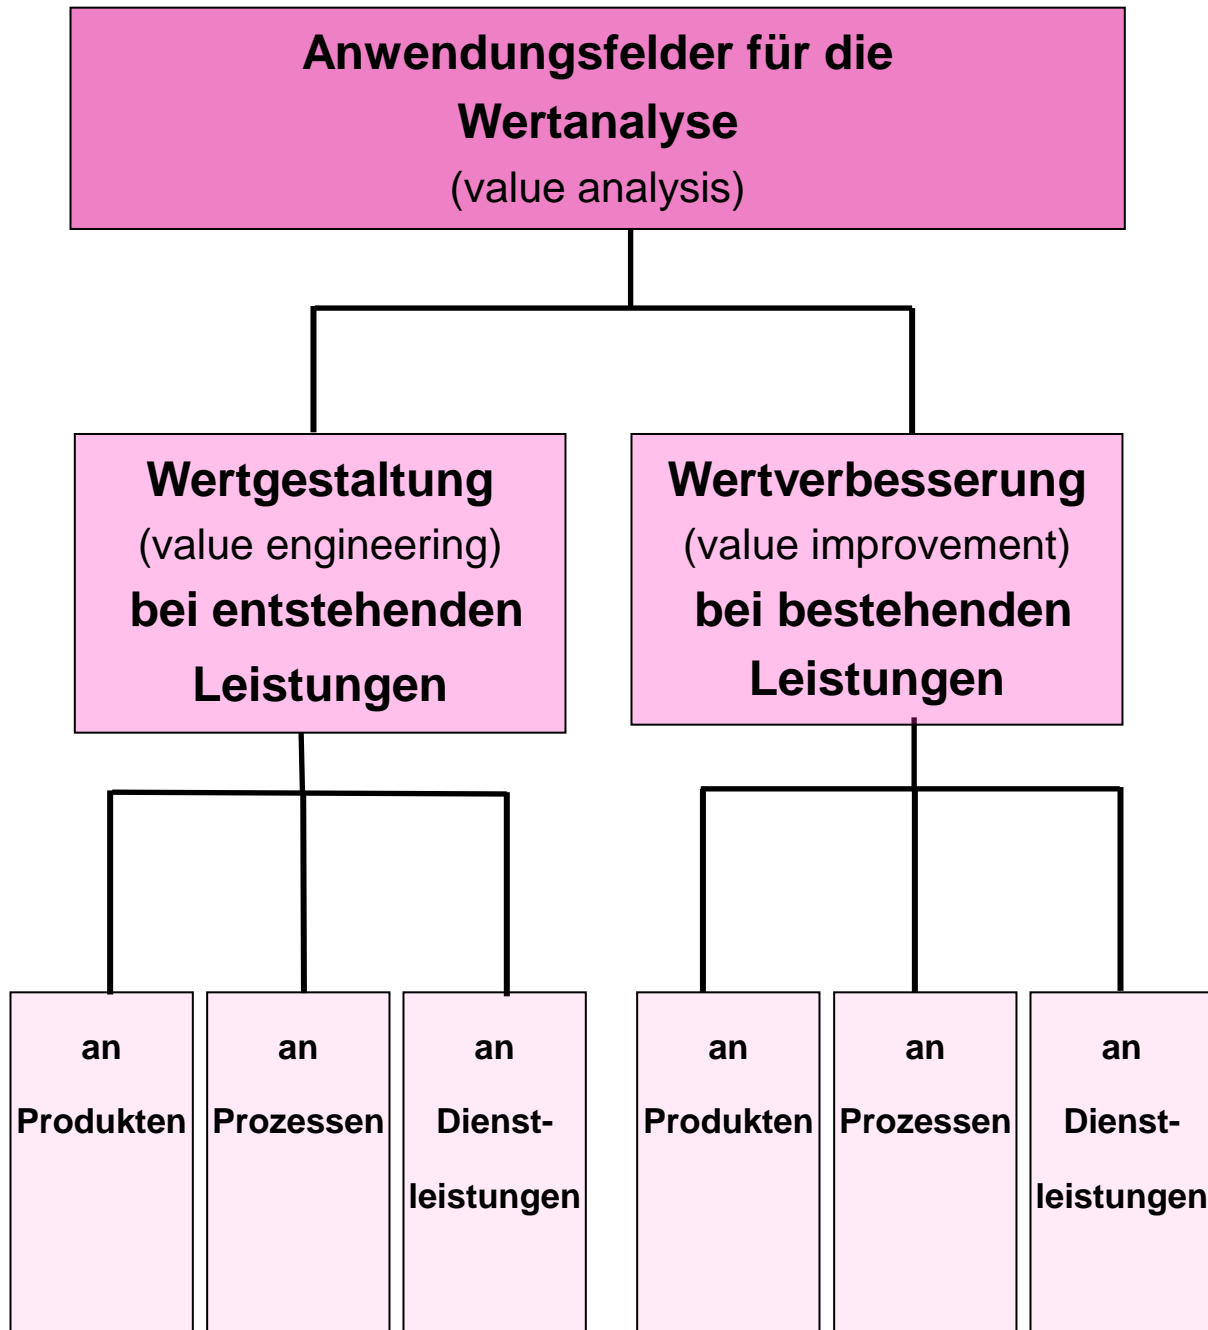 Anwendungsfelder für die
Wertanalyse
(value analysis)
Wertgestaltung
(value engineering)
bei entstehenden
Leistungen
Wertverbesserung
(value improvement)
bei bestehenden
Leistungen
an
Produkten
an
Prozessen
an
Dienst-
leistungen
an
Produkten
an
Prozessen
an
Dienst-
leistungen